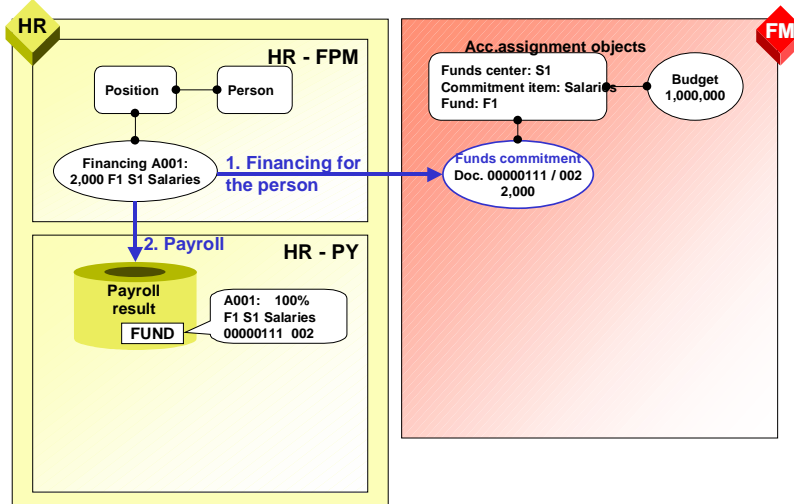 HR
HR - FPM
Position
Person
Financing A001:
2,000 F1 S1 Salaries
1. Financing for
the person
2. Payroll
HR - PY
Payroll
result
FUND
A001: 100%
F1 S1 Salaries
00000111 002
FM
Acc.assignment objects
Funds center: S1
Commitment item: Salaries
Fund: F1
Budget
1,000,000
Funds commitment
Doc. 00000111 / 002
2,000